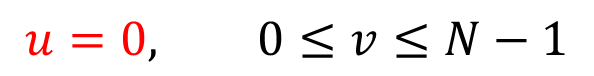 u = 0, 0 ≤ v ≤ N − 1